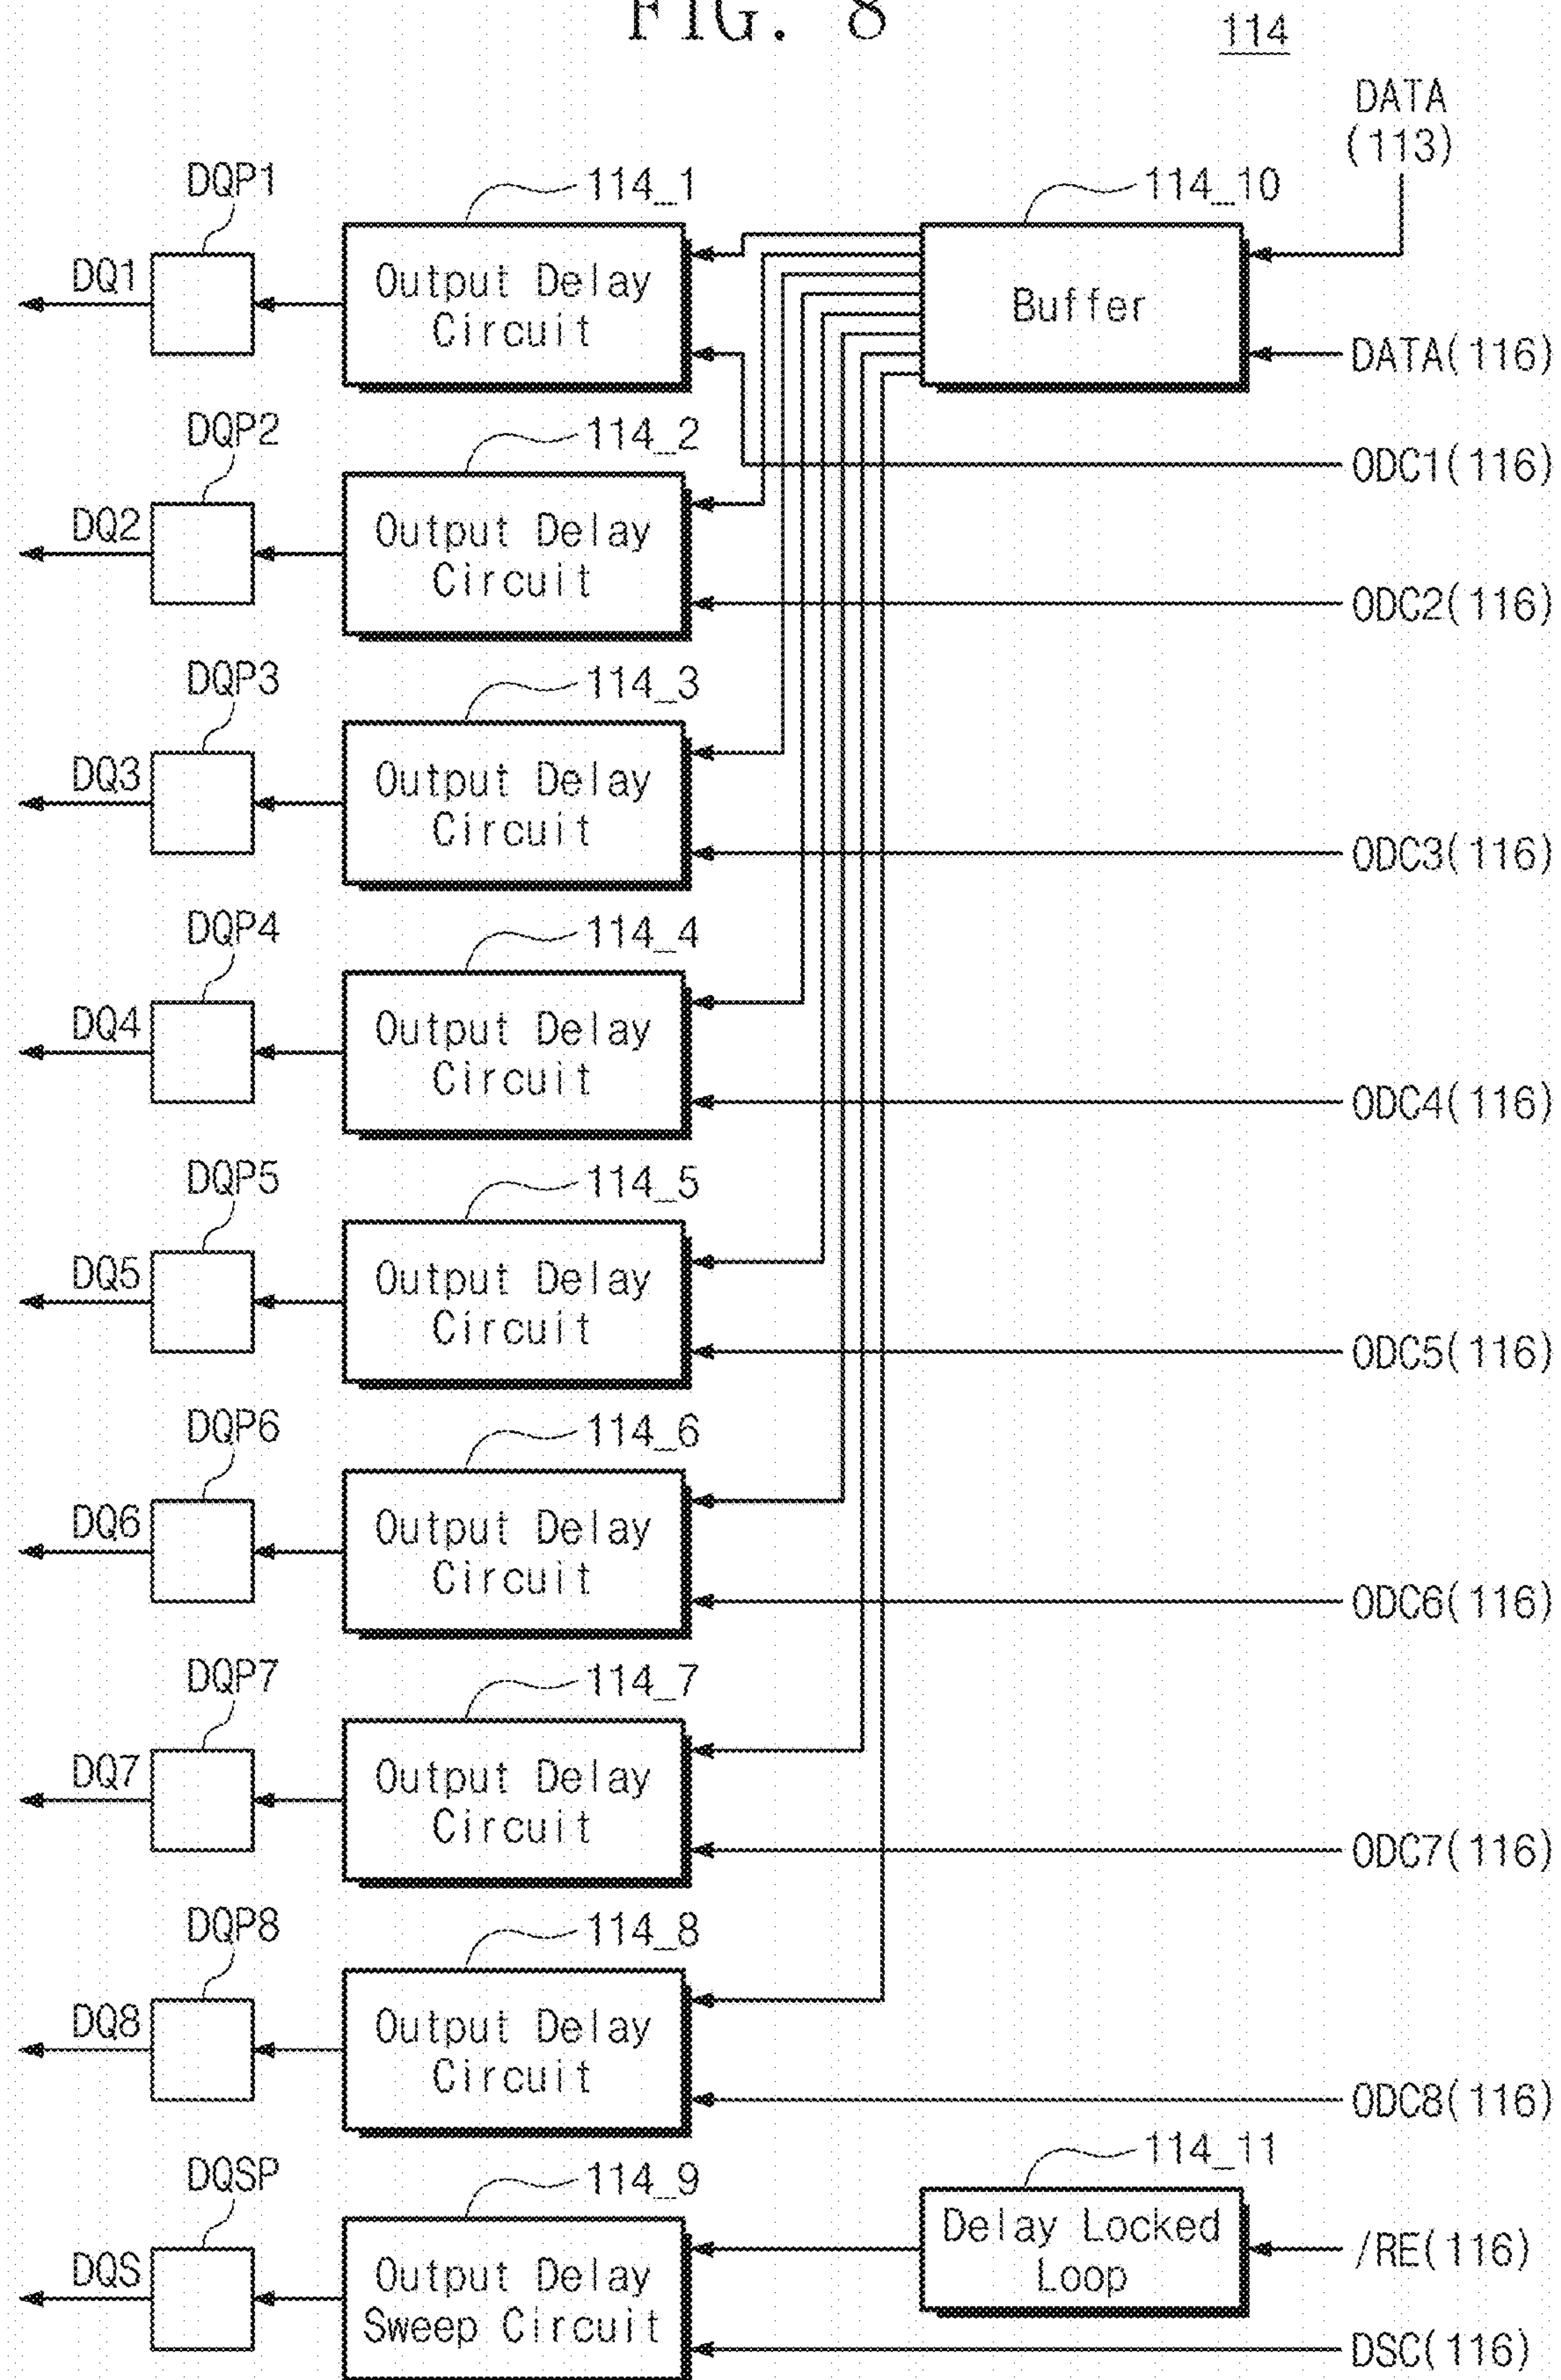 FIG. 8
114
DATA
(113)
DQP1
114_1
114_10
DQ1
Output Delay
Circuit
Buffer
DATA(116)
DQP2
114_2
ODC1(116)
DQ2
Output Delay
Circuit
ODC2(116)
DQP3
114_3
DQ3
Output Delay
Circuit
ODC3(116)
DQP4
114_4
DQ4
Output Delay
Circuit
ODC4(116)
DQP5
114_5
DQ5
Output Delay
Circuit
ODC5(116)
DQP6
114_6
DQ6
Output Delay
Circuit
ODC6(116)
DQP7
114_7
DQ7
Output Delay
Circuit
ODC7(116)
DQP8
114_8
DQ8
Output Delay
Circuit
ODC8(116)
DQSP
114_9
114_11
DQS
Output Delay
Sweep Circuit
Delay Locked
Loop
/RE(116)
DSC(116)